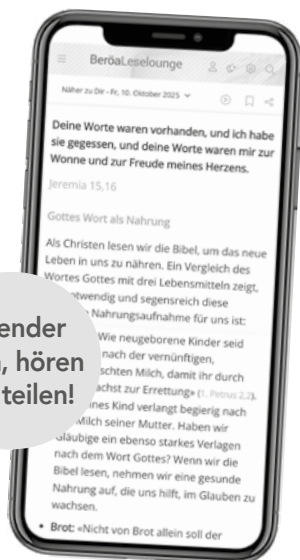 BeröaLeselounge
Näher zu Dir - Fr, 10. Oktober 2025
Deine Worte waren vorhanden, und ich habe
sie gegessen, und deine Worte waren mir zur
Wonne und zur Freude meines Herzens.
Jeremia 15,16
Gottes Wort als Nahrung
Als Christen lesen wir die Bibel, um das neue
Leben in uns zu nähren. Ein Vergleich des
Wortes Gottes mit drei Lebensmitteln zeigt,
twendig und segensreich diese
Nahrungsaufnahme für uns ist:
Wie neugeborene Kinder seid
nach der vernünftigen,
schten Milch, damit ihr durch
achst zur Errettung» (1. Petrus 2,2).
nes Kind verlangt begierig nach
Milch seiner Mutter. Haben wir
Gläubige ein ebenso starkes Verlagen
nach dem Wort Gottes? Wenn wir die
Bibel lesen, nehmen wir eine gesunde
Nahrung auf, die uns hilft, im Glauben zu
wachsen.
• Brot: «Nicht von Brot allein soll der
ender
, hören
teilen!